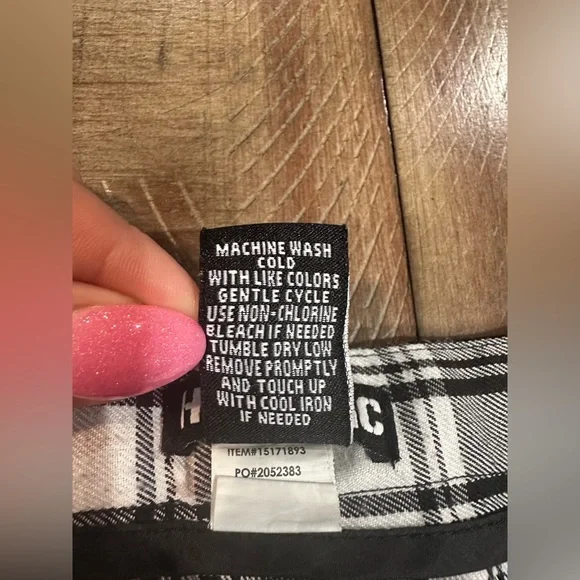 MACHINE WASH
COLD
WITH LIKE COLORS
GENTLE CYCLE
USE NON-CHLORINE
BLEACH IF NEEDED
TUMBLE DRY LOW
REMOVE PROMPTLY
AND TOUCH UP
WITH COOL IRON
IF NEEDED
H C
ITEM#15171893
PO#2052383